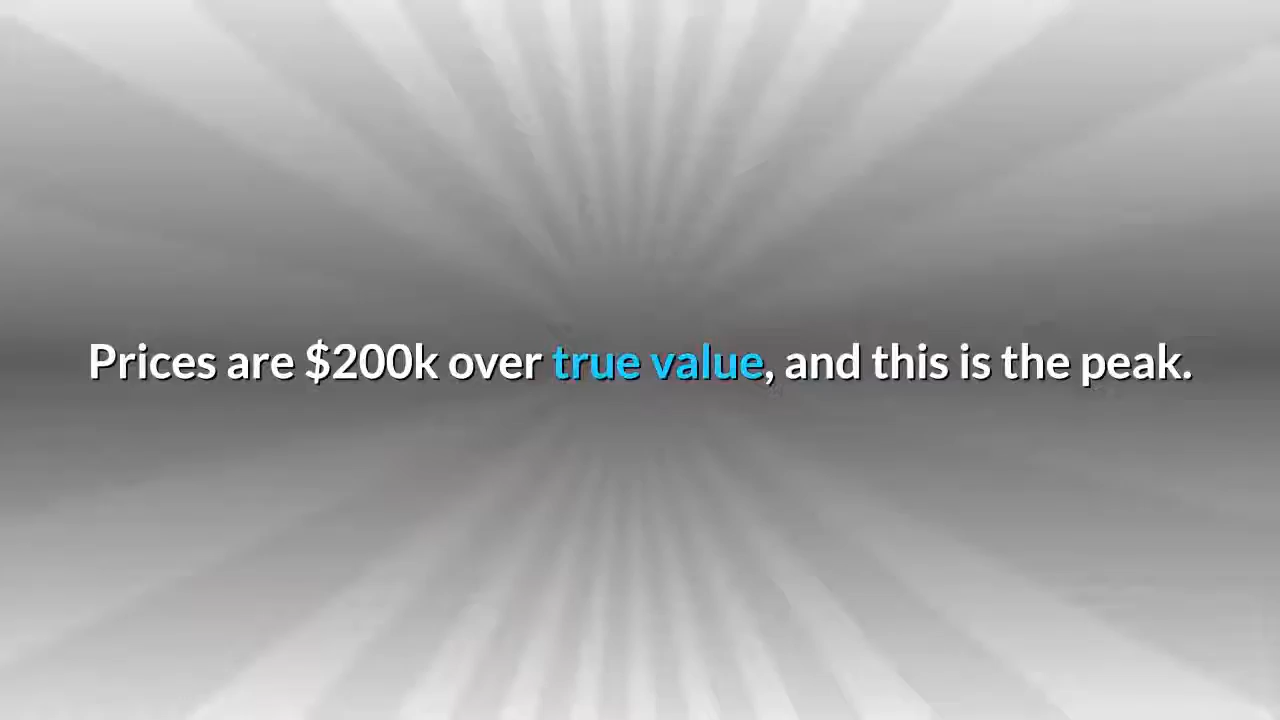 Prices are $200k over true value, and this is the peak.